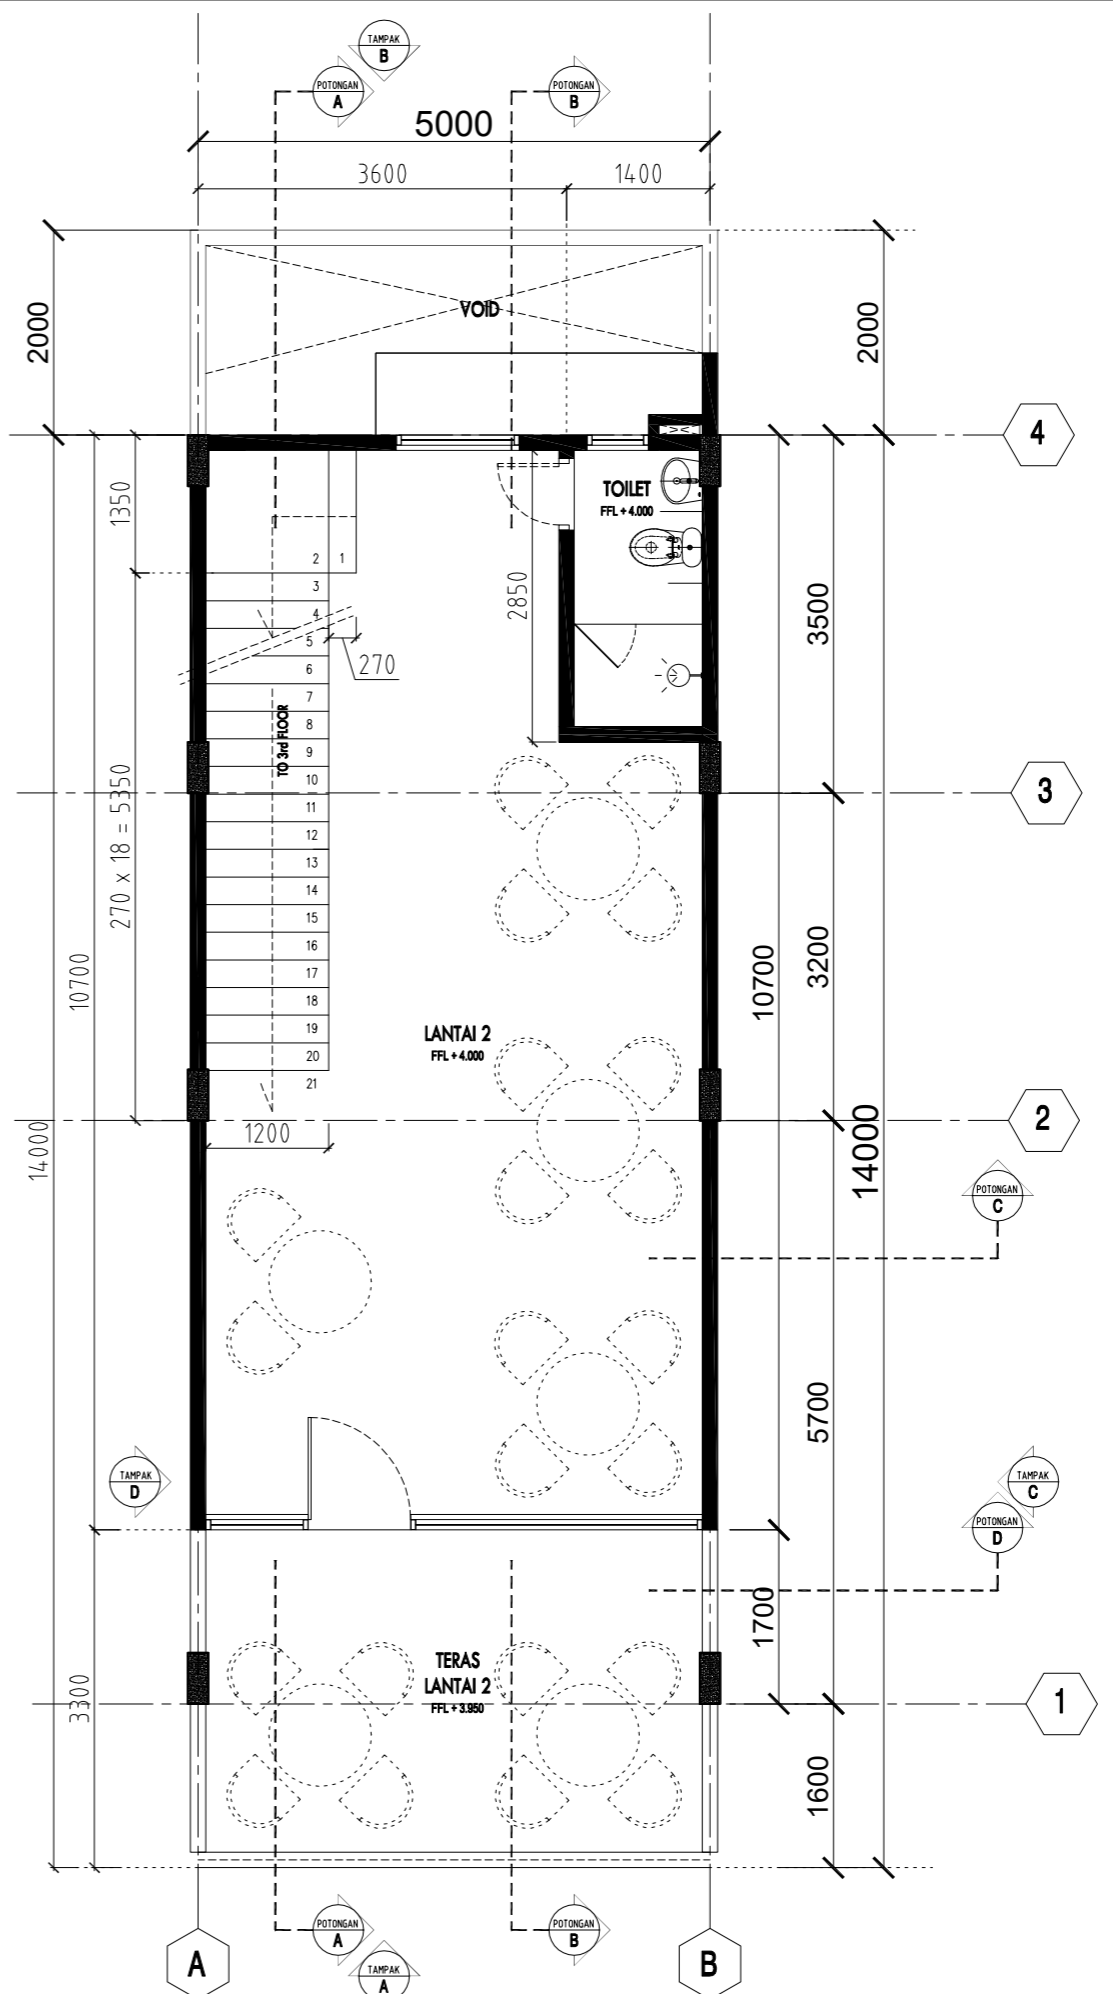 TAMPAK
B
POTONGAN
A
POTONGAN
B
5000
3600
1400
2000
2000
VOID
4
1350
TOILET
FFL + 4.000
2 1
3
4
5
6
7
8
9
10
11
12
13
14
15
16
17
18
19
20
21
270
2850
3500
TO 3rd FLOOR
3
270 x 18 = 5350
10700
3200
10700
LANTAI 2
FFL + 4.000
2
1200
14000
14000
POTONGAN
C
5700
TAMPAK
D
TAMPAK
C
POTONGAN
D
1700
3300
TERAS
LANTAI 2
FFL + 3.950
1
1600
POTONGAN
A
POTONGAN
B
A
TAMPAK
A
B